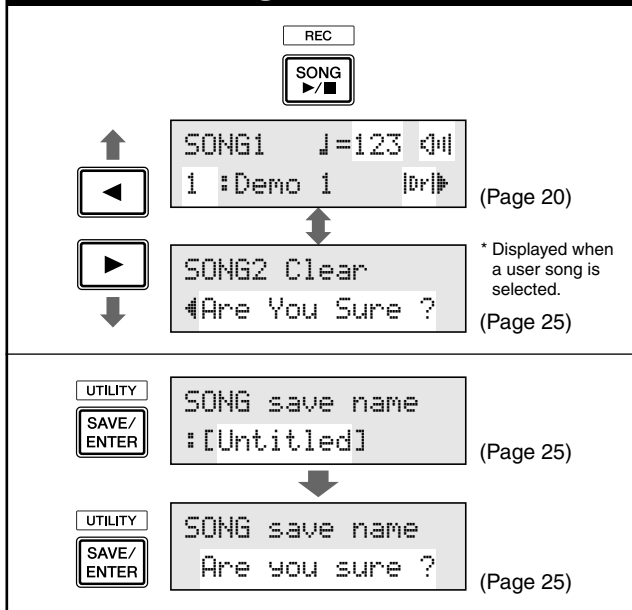 REC
SONG
▶/■
SONG1 ♩=123
1 :Demo 1 Dr
(Page 20)
SONG2 Clear
Are You Sure ?
* Displayed when
a user song is
selected.
(Page 25)
UTILITY
SAVE/
ENTER
SONG save name
:[Untitled]
(Page 25)
UTILITY
SAVE/
ENTER
SONG save name
Are you sure ?
(Page 25)